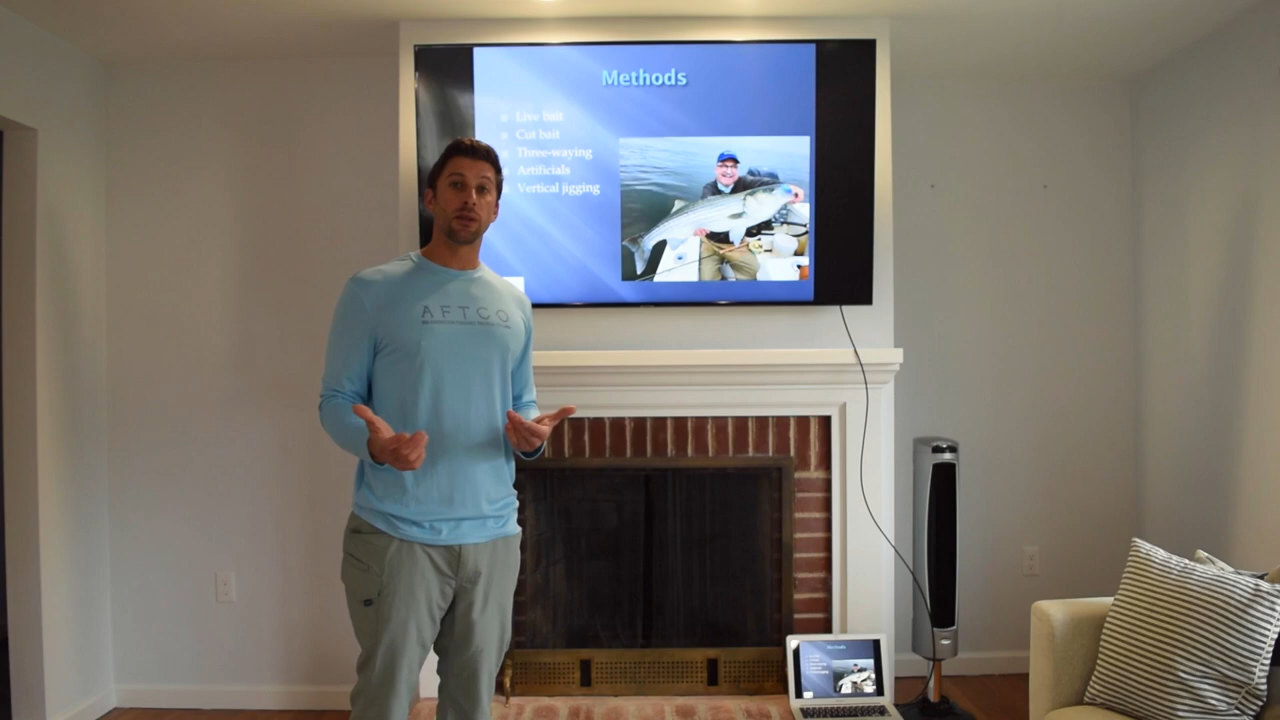 Methods
Live bait
Cut bait
Three-waying
Artificials
Vertical jigging
AFTCO